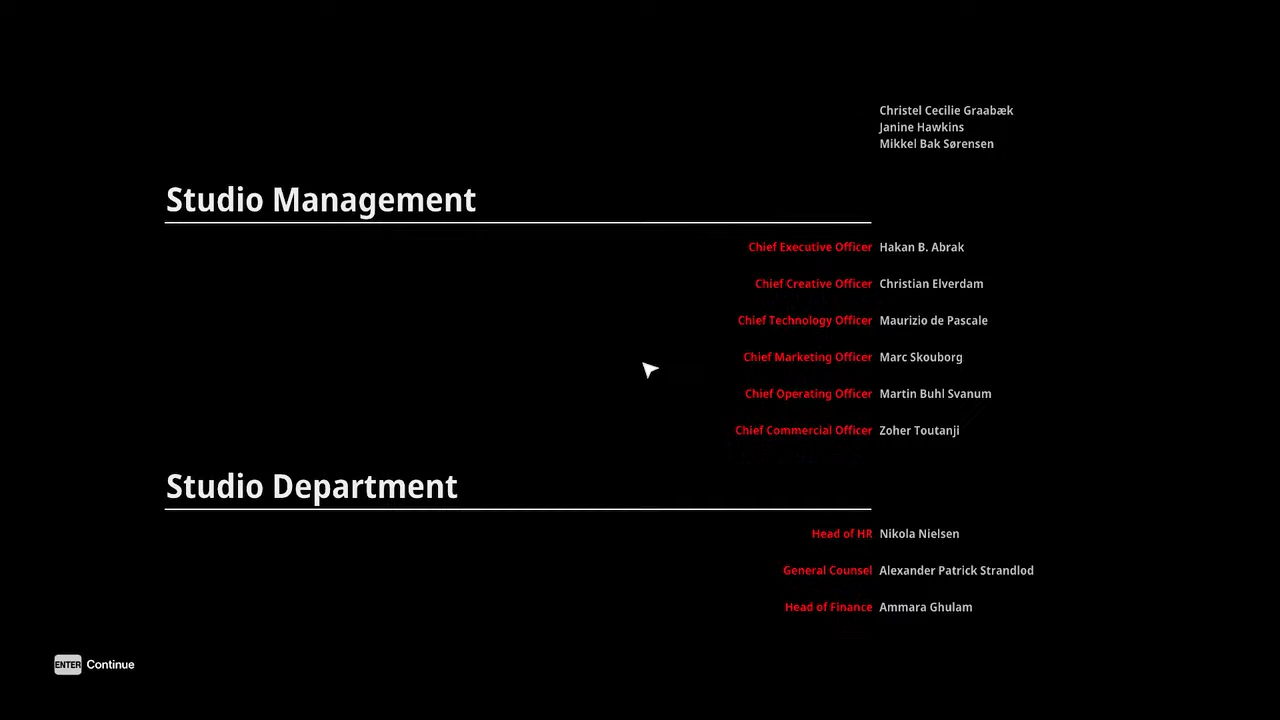 Christel Cecilie Graabæk
Janine Hawkins
Mikkel Bak Sørensen
Studio Management
Chief Executive Officer Hakan B. Abrak
Chief Creative Officer Christian Elverdam
Chief Technology Officer Maurizio de Pascale
Chief Marketing Officer Marc Skouborg
Chief Operating Officer Martin Buhl Svanum
Chief Commercial Officer Zoher Toutanji
Studio Department
Head of HR Nikola Nielsen
General Counsel Alexander Patrick Strandlod
Head of Finance Ammara Ghulam
ENTER Continue